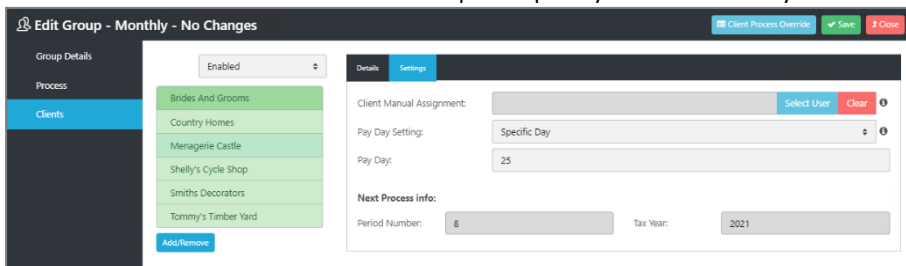 Edit Group - Monthly - No Changes
Client Process Override
Save
Close
Group Details
Process
Clients
Enabled
Brides And Grooms
Country Homes
Menagerie Castle
Shelly's Cycle Shop
Smiths Decorators
Tommy's Timber Yard
Add/Remove
Details Settings
Client Manual Assignment: Select User Clear
Pay Day Setting: Specific Day
Pay Day: 25
Next Process info:
Period Number: 8 Tax Year: 2021